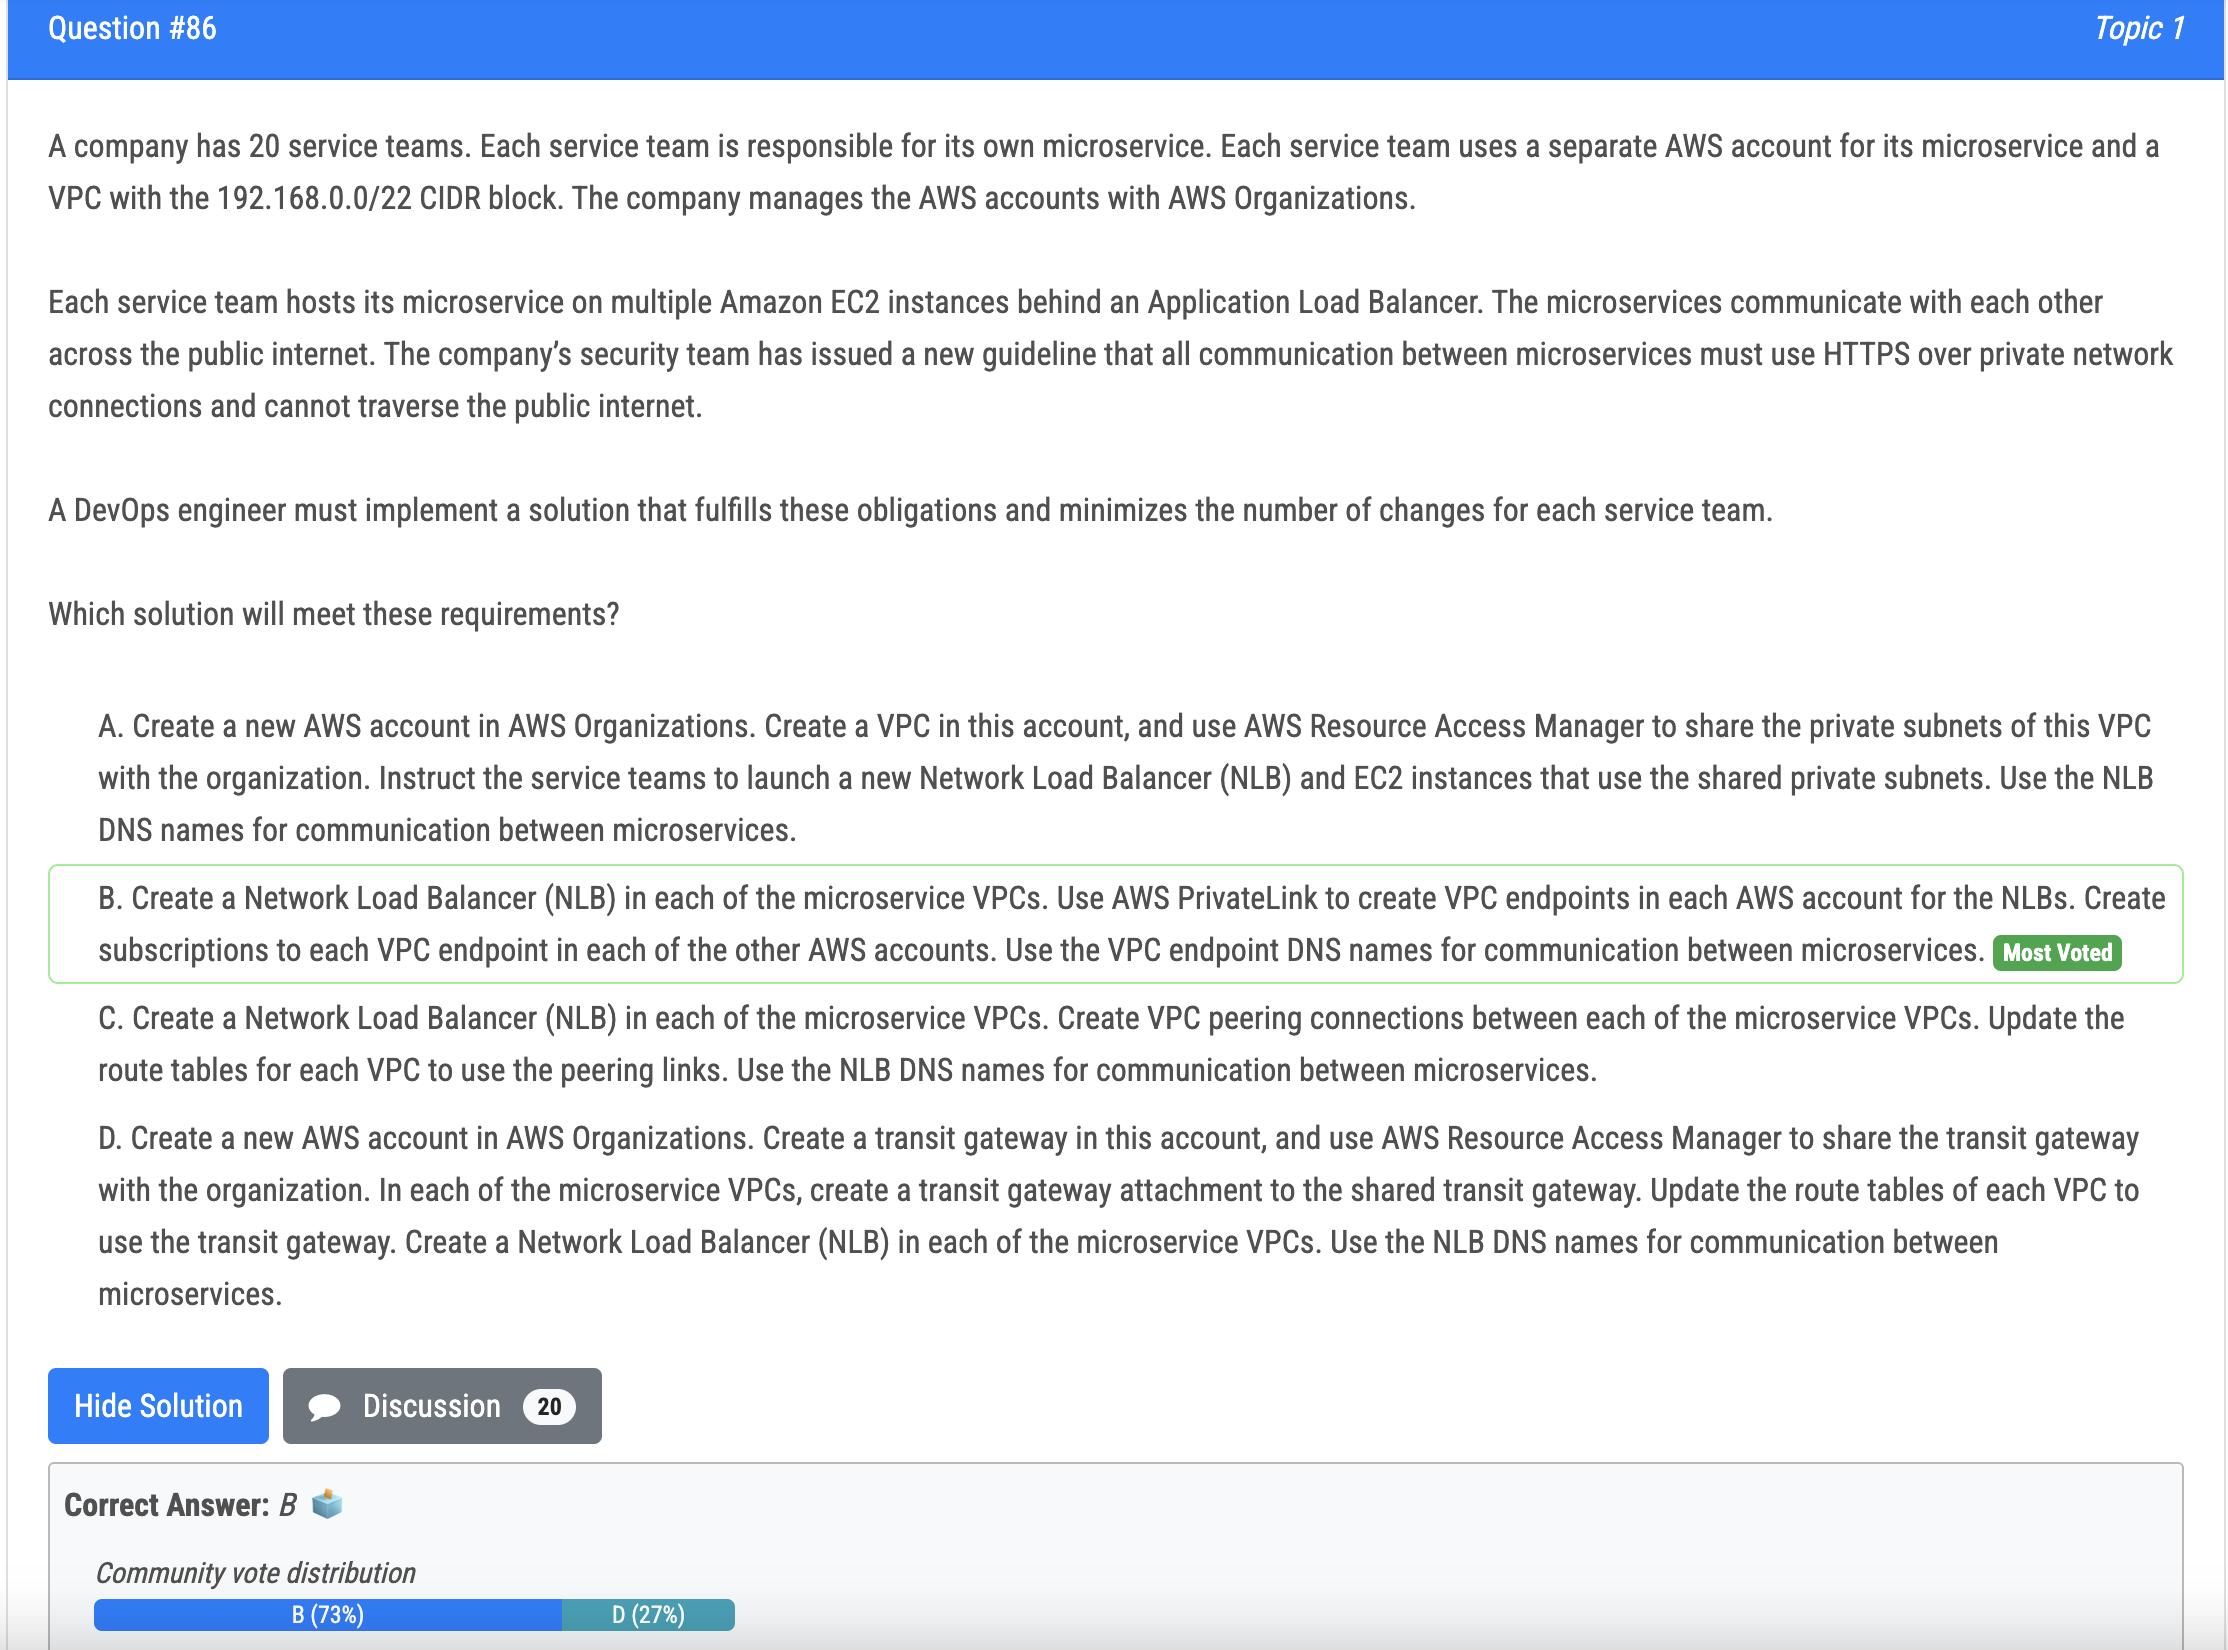 Question #86
Topic 1
A company has 20 service teams. Each service team is responsible for its own microservice. Each service team uses a separate AWS account for its microservice and a
VPC with the 192.168.0.0/22 CIDR block. The company manages the AWS accounts with AWS Organizations.
Each service team hosts its microservice on multiple Amazon EC2 instances behind an Application Load Balancer. The microservices communicate with each other
across the public internet. The company’s security team has issued a new guideline that all communication between microservices must use HTTPS over private network
connections and cannot traverse the public internet.
A DevOps engineer must implement a solution that fulfills these obligations and minimizes the number of changes for each service team.
Which solution will meet these requirements?
A. Create a new AWS account in AWS Organizations. Create a VPC in this account, and use AWS Resource Access Manager to share the private subnets of this VPC
with the organization. Instruct the service teams to launch a new Network Load Balancer (NLB) and EC2 instances that use the shared private subnets. Use the NLB
DNS names for communication between microservices.
B. Create a Network Load Balancer (NLB) in each of the microservice VPCs. Use AWS PrivateLink to create VPC endpoints in each AWS account for the NLBs. Create
subscriptions to each VPC endpoint in each of the other AWS accounts. Use the VPC endpoint DNS names for communication between microservices. Most Voted
C. Create a Network Load Balancer (NLB) in each of the microservice VPCs. Create VPC peering connections between each of the microservice VPCs. Update the
route tables for each VPC to use the peering links. Use the NLB DNS names for communication between microservices.
D. Create a new AWS account in AWS Organizations. Create a transit gateway in this account, and use AWS Resource Access Manager to share the transit gateway
with the organization. In each of the microservice VPCs, create a transit gateway attachment to the shared transit gateway. Update the route tables of each VPC to
use the transit gateway. Create a Network Load Balancer (NLB) in each of the microservice VPCs. Use the NLB DNS names for communication between
microservices.
Hide Solution
Discussion 20
Correct Answer: B
Community vote distribution
B (73%)
D (27%)